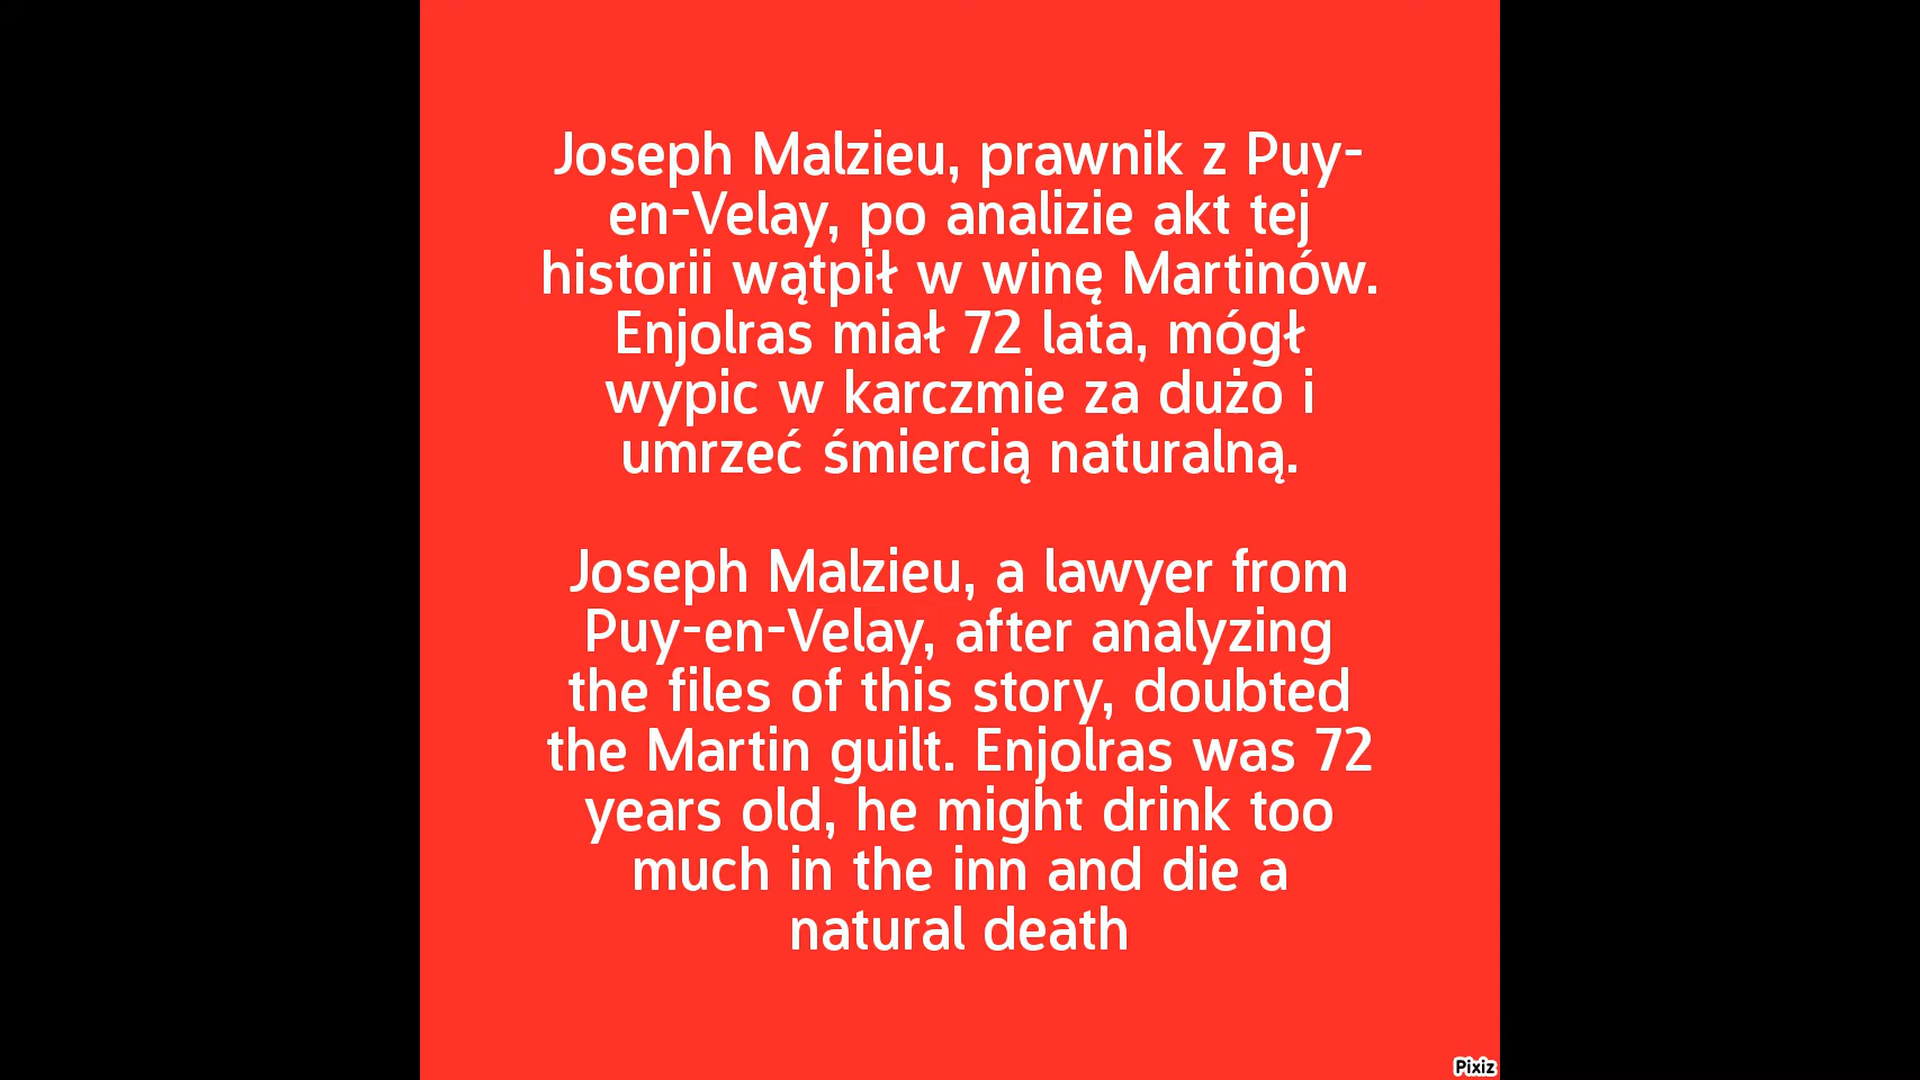 Joseph Malzieu, prawnik z Puy-
en-Velay, po analizie akt tej
historii wątpił w winę Martinów.
Enjolras miał 72 lata, mógł
wypic w karczmie za dużo i
umrzeć śmiercią naturalną.
Joseph Malzieu, a lawyer from
Puy-en-Velay, after analyzing
the files of this story, doubted
the Martin guilt. Enjolras was 72
years old, he might drink too
much in the inn and die a
natural death
Pixiz